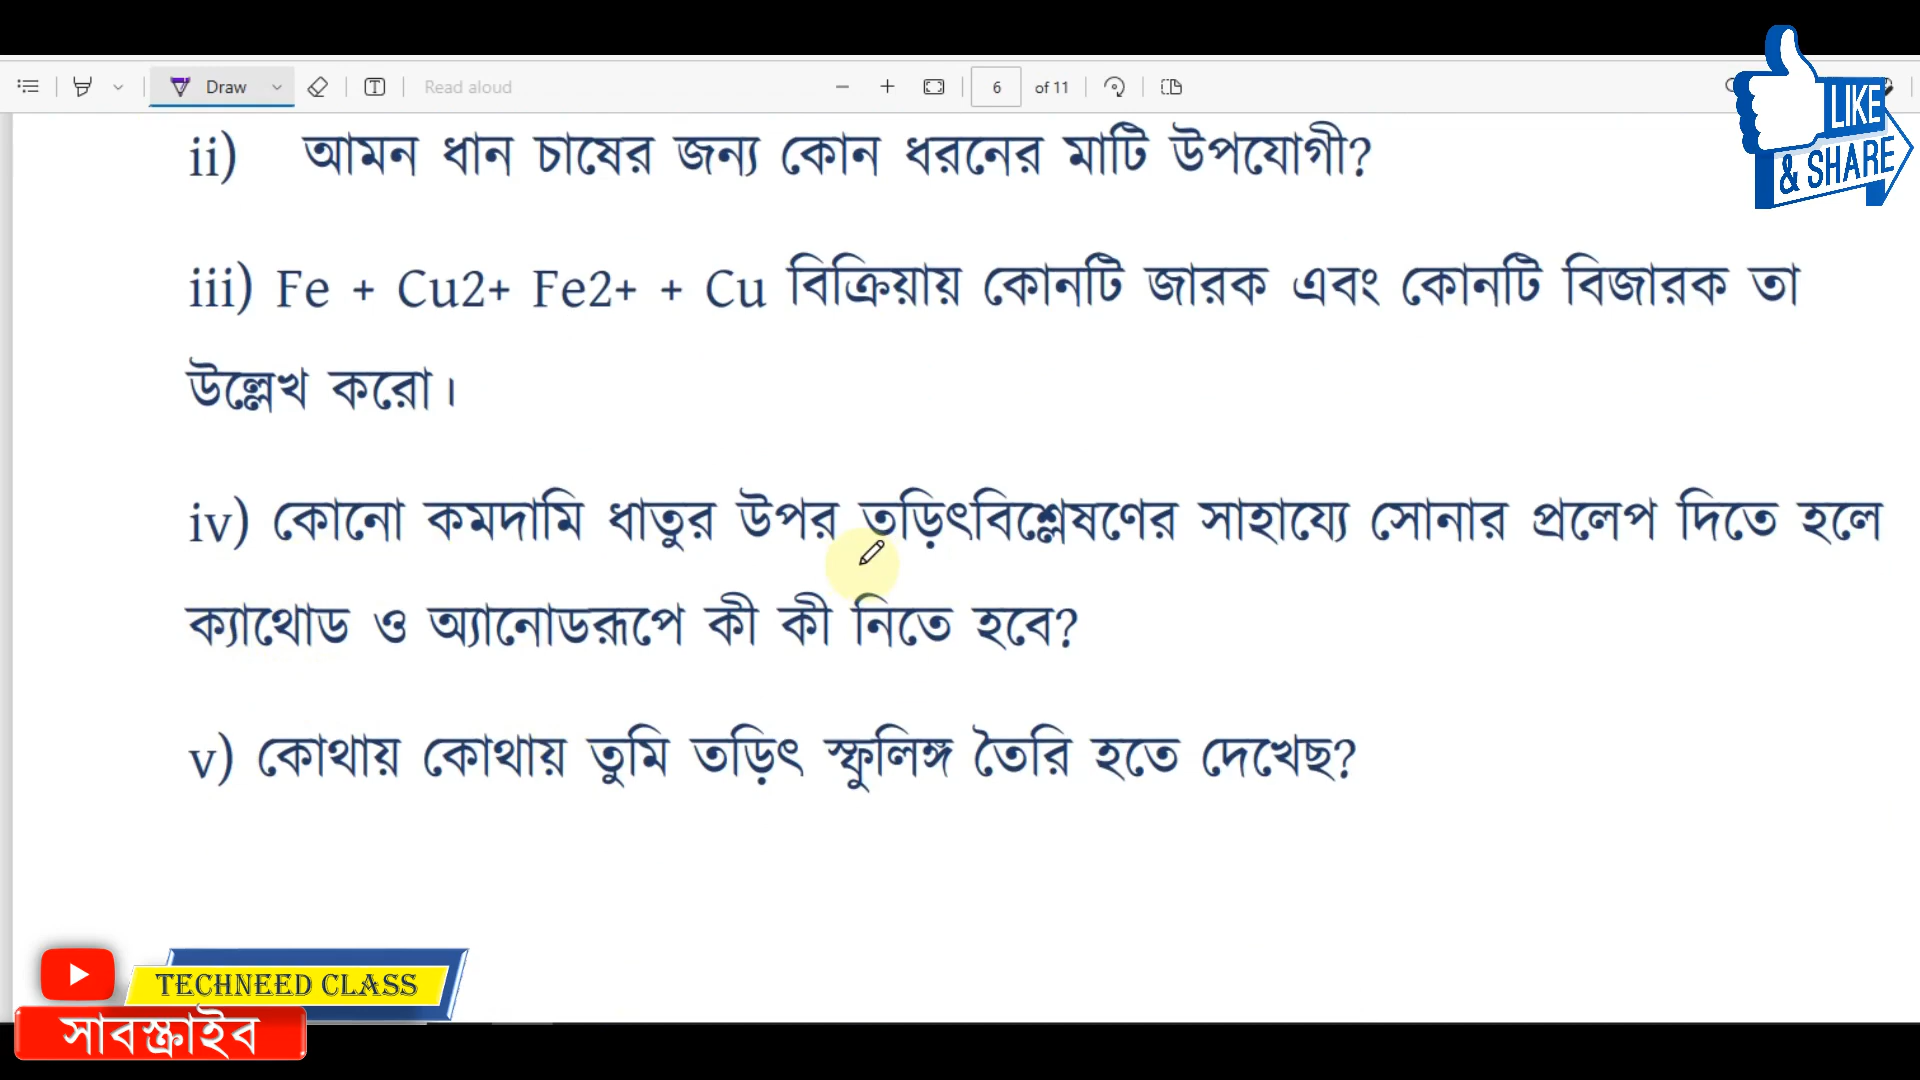 Draw
Read aloud
6 of 11
LIKE
& SHARE
ii) আমন ধান চাষের জন্য কোন ধরনের মাটি উপযোগী?
iii) Fe + Cu2+ Fe2+ + Cu বিক্রিয়ায় কোনটি জারক এবং কোনটি বিজারক তা
উল্লেখ করো।
iv) কোনো কমদামি ধাতুর উপর তড়িৎবিশ্লেষণের সাহায্যে সোনার প্রলেপ দিতে হলে
ক্যাথোড ও অ্যানোডরূপে কী কী নিতে হবে?
v) কোথায় কোথায় তুমি তড়িৎ স্ফুলিঙ্গ তৈরি হতে দেখেছ?
TECHNEED CLASS
সাবস্ক্রাইব